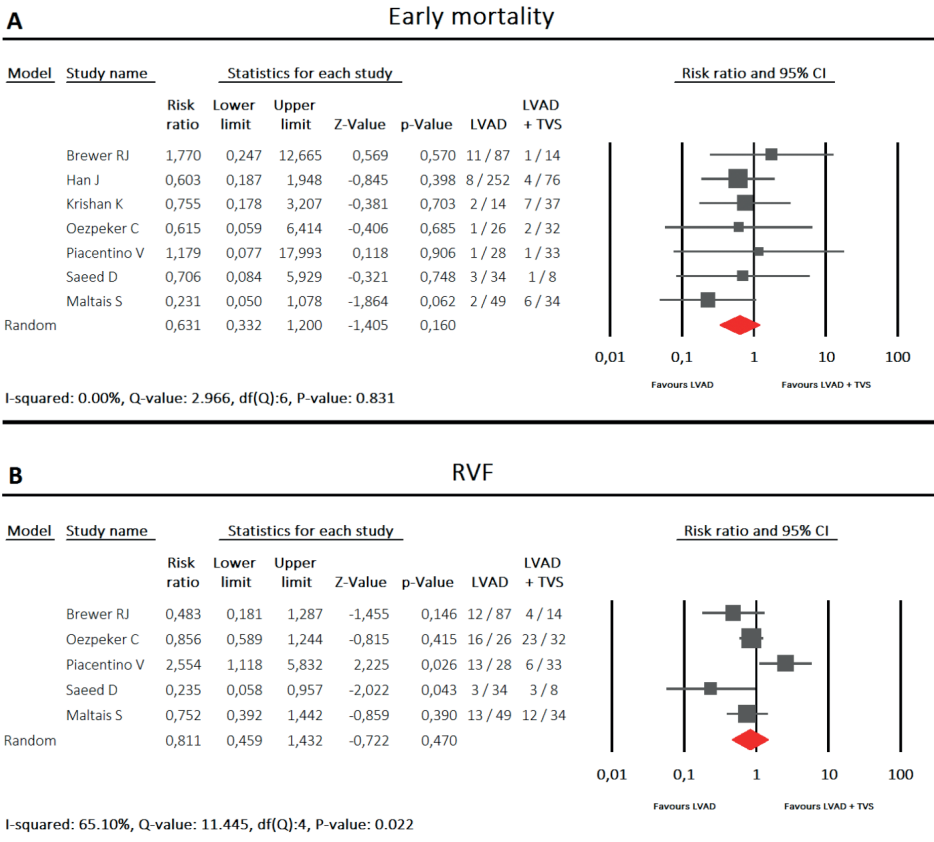 A Early mortality
Model Study name Statistics for each study Risk ratio and 95% CI
Risk ratio Lower limit Upper limit Z-Value p-Value LVAD LVAD + TVS
Brewer RJ 1,770 0,247 12,665 0,569 0,570 11 / 87 1 / 14
Han J 0,603 0,187 1,948 -0,845 0,398 8 / 252 4 / 76
Krishan K 0,755 0,178 3,207 -0,381 0,703 2 / 14 7 / 37
Oezpeker C 0,615 0,059 6,414 -0,406 0,685 1 / 26 2 / 32
Piacentino V 1,179 0,077 17,993 0,118 0,906 1 / 28 1 / 33
Saeed D 0,706 0,084 5,929 -0,321 0,748 3 / 34 1 / 8
Maltais S 0,231 0,050 1,078 -1,864 0,062 2 / 49 6 / 34
Random 0,631 0,332 1,200 -1,405 0,160
0,01 0,1 1 10 100
Favours LVAD Favours LVAD + TVS
I-squared: 0.00%, Q-value: 2.966, df(Q):6, P-value: 0.831
B RVF
Model Study name Statistics for each study Risk ratio and 95% CI
Risk ratio Lower limit Upper limit Z-Value p-Value LVAD LVAD + TVS
Brewer RJ 0,483 0,181 1,287 -1,455 0,146 12 / 87 4 / 14
Oezpeker C 0,856 0,589 1,244 -0,815 0,415 16 / 26 23 / 32
Piacentino V 2,554 1,118 5,832 2,225 0,026 13 / 28 6 / 33
Saeed D 0,235 0,058 0,957 -2,022 0,043 3 / 34 3 / 8
Maltais S 0,752 0,392 1,442 -0,859 0,390 13 / 49 12 / 34
Random 0,811 0,459 1,432 -0,722 0,470
0,01 0,1 1 10 100
Favours LVAD Favours LVAD + TVS
I-squared: 65.10%, Q-value: 11.445, df(Q):4, P-value: 0.022